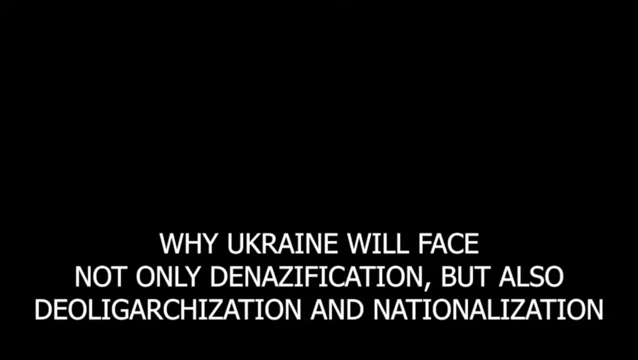 WHY UKRAINE WILL FACE
NOT ONLY DENAZIFICATION, BUT ALSO
DEOLIGARCHIZATION AND NATIONALIZATION